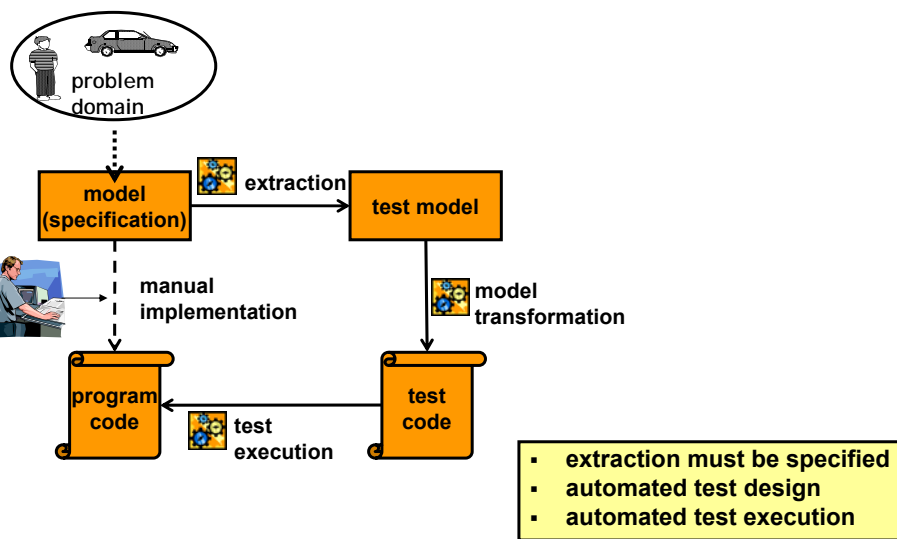 problem
domain
model
(specification)
extraction
test model
manual
implementation
model
transformation
program
code
test
execution
test
code
▪ extraction must be specified
▪ automated test design
▪ automated test execution